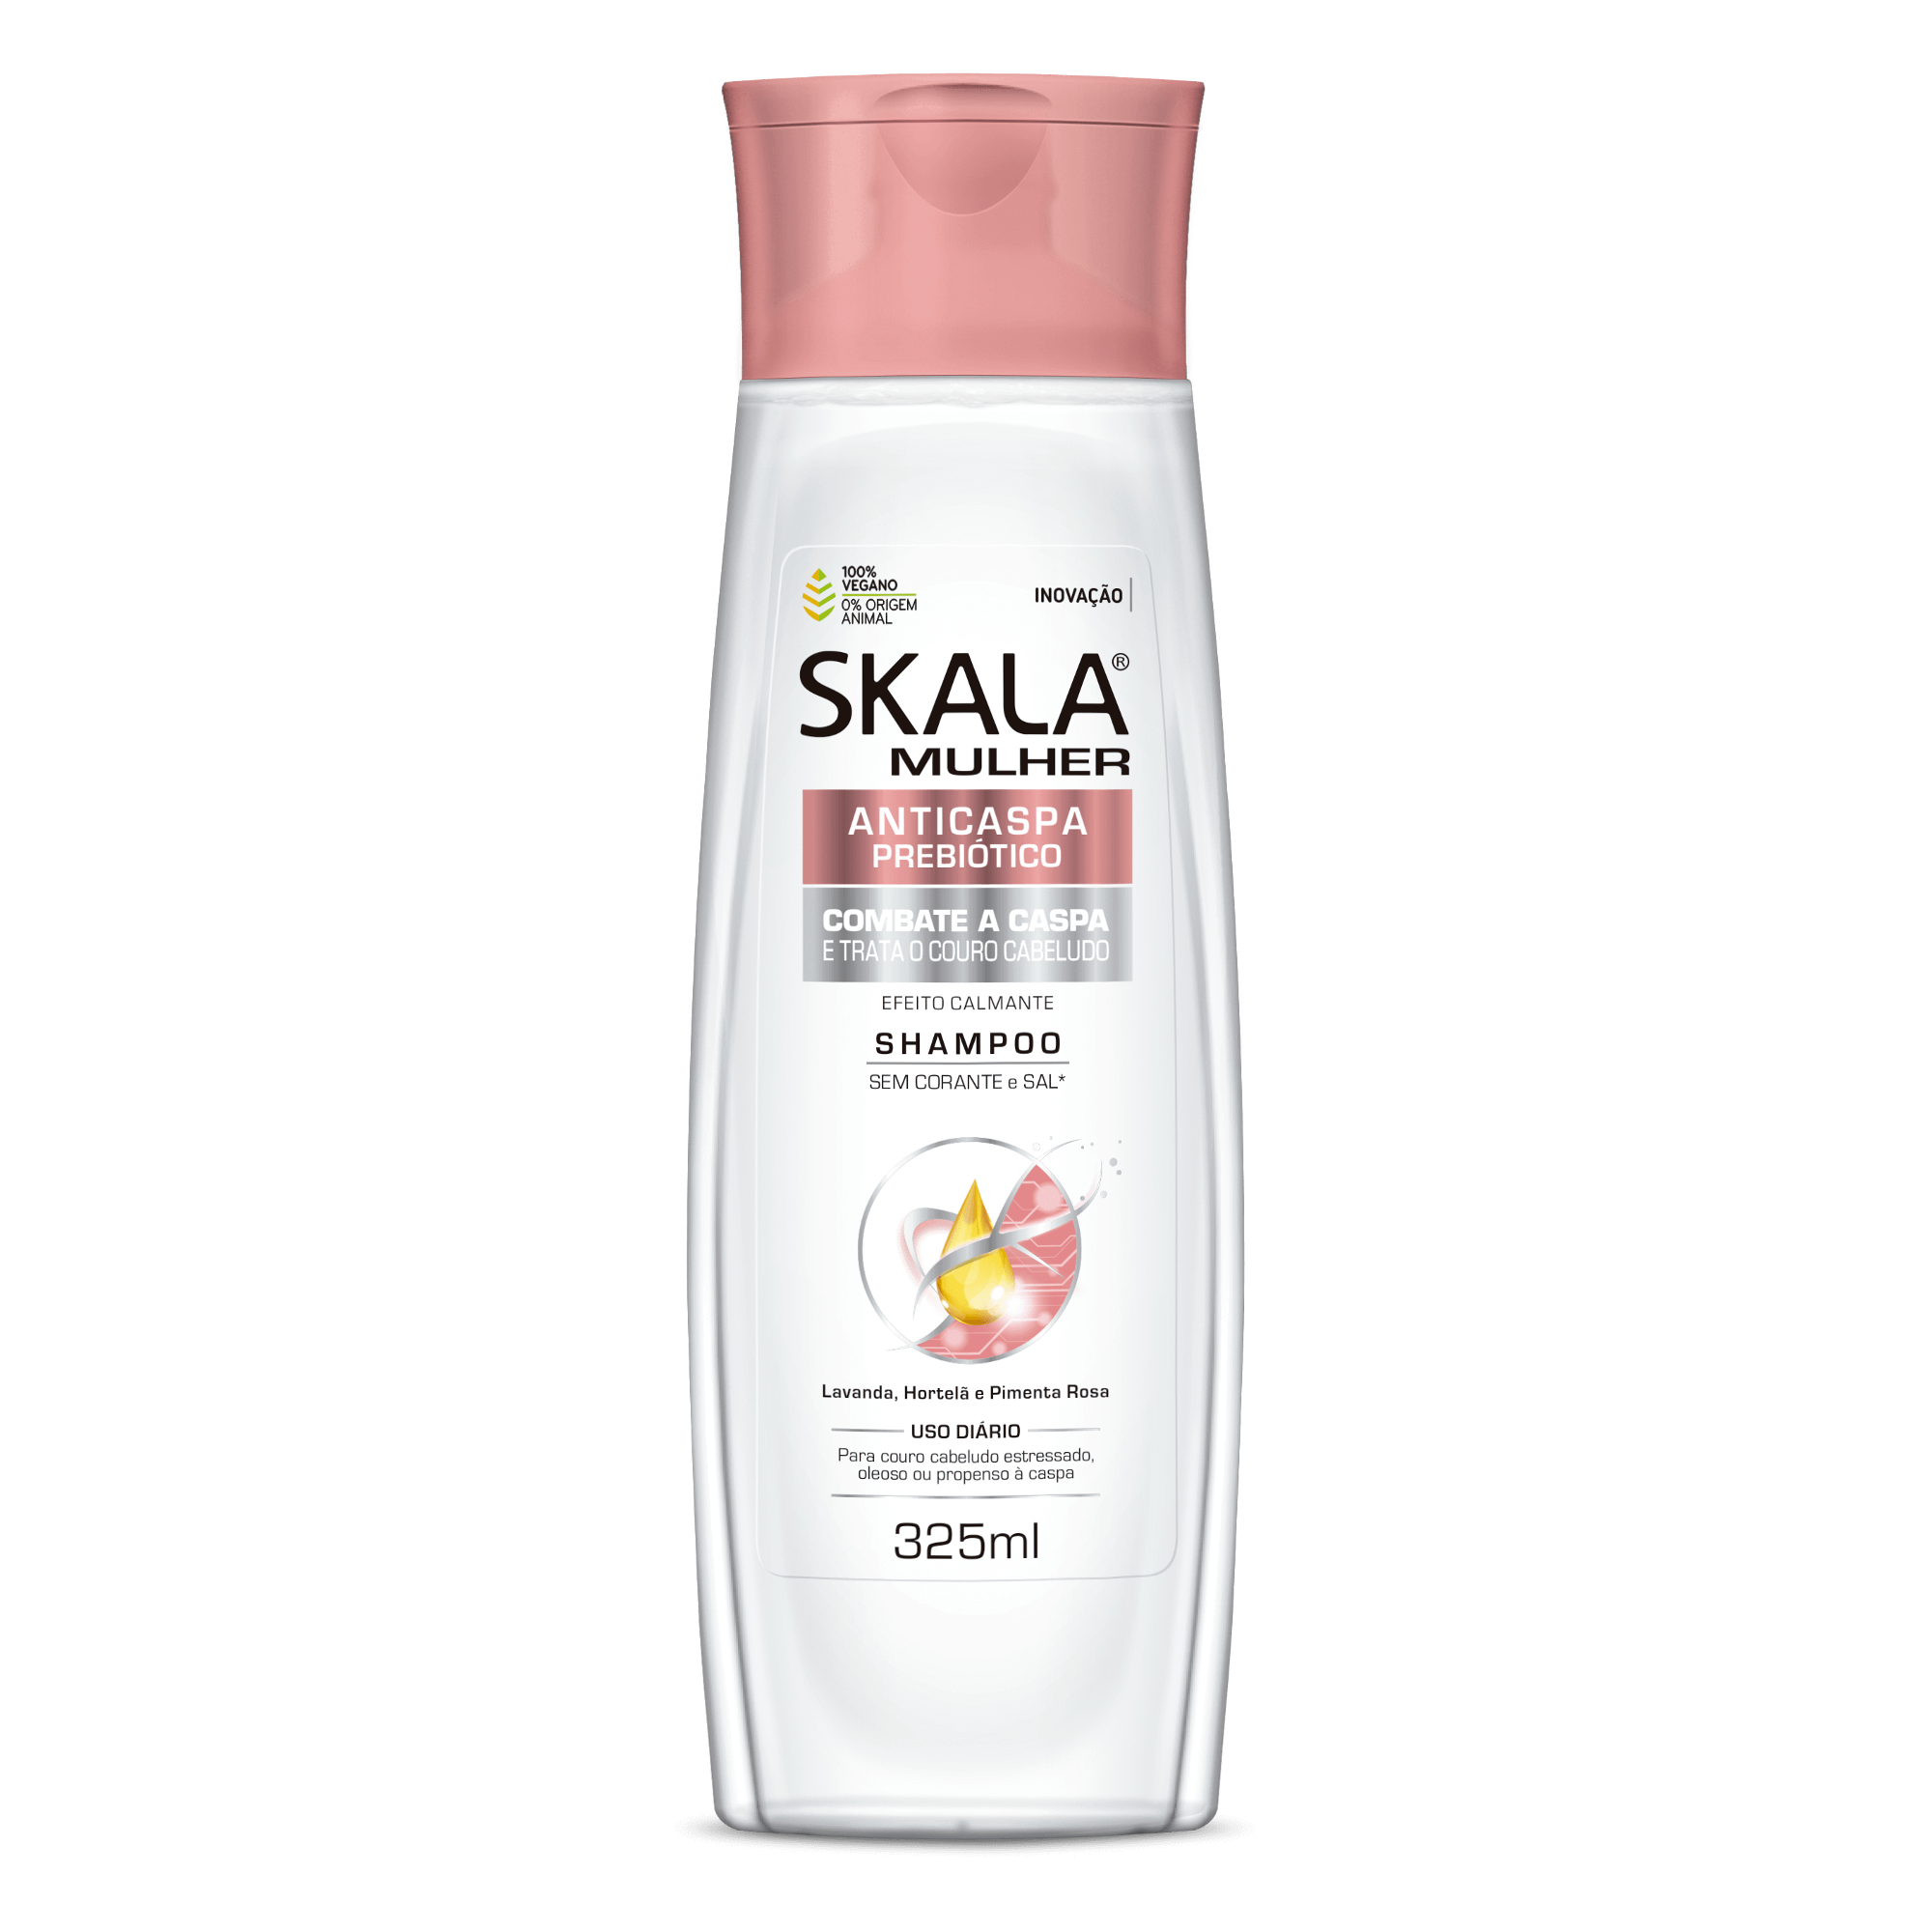 100%
VEGANO
0% ORIGEM
ANIMAL
INOVAÇÃO
SKALA®
MULHER
ANTICASPA
PREBIÓTICO
COMBATE A CASPA
E TRATA O COURO CABELUDO
EFEITO CALMANTE
SHAMPOO
SEM CORANTE e SAL*
Lavanda, Hortelã e Pimenta Rosa
USO DIÁRIO
Para couro cabeludo estressado,
oleoso ou propenso à caspa
325ml